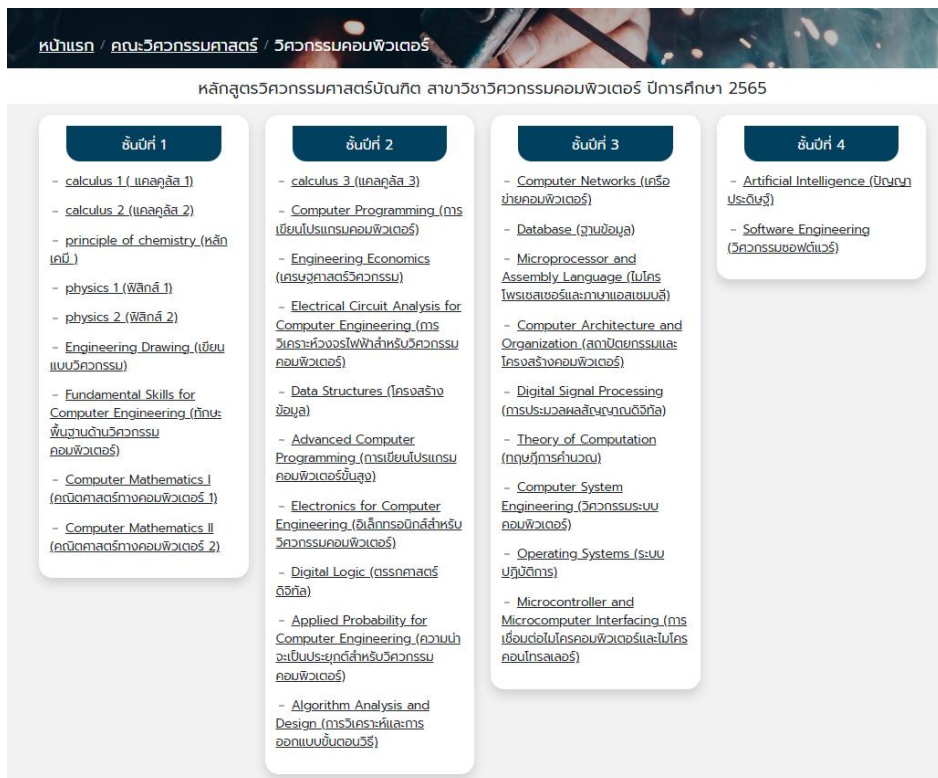 หน้าแรก / คณะวิศวกรรมศาสตร์ / วิศวกรรมคอมพิวเตอร์
หลักสูตรวิศวกรรมศาสตร์บัณฑิต สาขาวิชาวิศวกรรมคอมพิวเตอร์ ปีการศึกษา 2565
ชั้นปีที่ 1
- calculus 1 ( แคลคูลัส 1)
- calculus 2 (แคลคูลัส 2)
- principle of chemistry (หลัก
เคมี )
- physics 1 (ฟิสิกส์ 1)
- physics 2 (ฟิสิกส์ 2)
- Engineering Drawing (เขียน
แบบวิศวกรรม)
- Fundamental Skills for
Computer Engineering (ทักษะ
พื้นฐานด้านวิศวกรรม
คอมพิวเตอร์)
- Computer Mathematics I
(คณิตศาสตร์ทางคอมพิวเตอร์ 1)
- Computer Mathematics II
(คณิตศาสตร์ทางคอมพิวเตอร์ 2)
ชั้นปีที่ 2
- calculus 3 (แคลคูลัส 3)
- Computer Programming (การ
เขียนโปรแกรมคอมพิวเตอร์)
- Engineering Economics
(เศรษฐศาสตร์วิศวกรรม)
- Electrical Circuit Analysis for
Computer Engineering (การ
วิเคราะห์วงจรไฟฟ้าสำหรับวิศวกรรม
คอมพิวเตอร์)
- Data Structures (โครงสร้าง
ข้อมูล)
- Advanced Computer
Programming (การเขียนโปรแกรม
คอมพิวเตอร์ขั้นสูง)
- Electronics for Computer
Engineering (อิเล็กทรอนิกส์สำหรับ
วิศวกรรมคอมพิวเตอร์)
- Digital Logic (ตรรกศาสตร์
ดิจิทัล)
- Applied Probability for
Computer Engineering (ความน่า
จะเป็นประยุกต์สำหรับวิศวกรรม
คอมพิวเตอร์)
- Algorithm Analysis and
Design (การวิเคราะห์และการ
ออกแบบขั้นตอนวิธี)
ชั้นปีที่ 3
- Computer Networks (เครือ
ข่ายคอมพิวเตอร์)
- Database (ฐานข้อมูล)
- Microprocessor and
Assembly Language (ไมโคร
โพรเซสเซอร์และภาษาแอสเซมบลี)
- Computer Architecture and
Organization (สถาปัตยกรรมและ
โครงสร้างคอมพิวเตอร์)
- Digital Signal Processing
(การประมวลผลสัญญาณดิจิทัล)
- Theory of Computation
(ทฤษฎีการคำนวณ)
- Computer System
Engineering (วิศวกรรมระบบ
คอมพิวเตอร์)
- Operating Systems (ระบบ
ปฏิบัติการ)
- Microcontroller and
Microcomputer Interfacing (การ
เชื่อมต่อไมโครคอมพิวเตอร์และไมโคร
คอนโทรลเลอร์)
ชั้นปีที่ 4
- Artificial Intelligence (ปัญญา
ประดิษฐ์)
- Software Engineering
(วิศวกรรมซอฟต์แวร์)